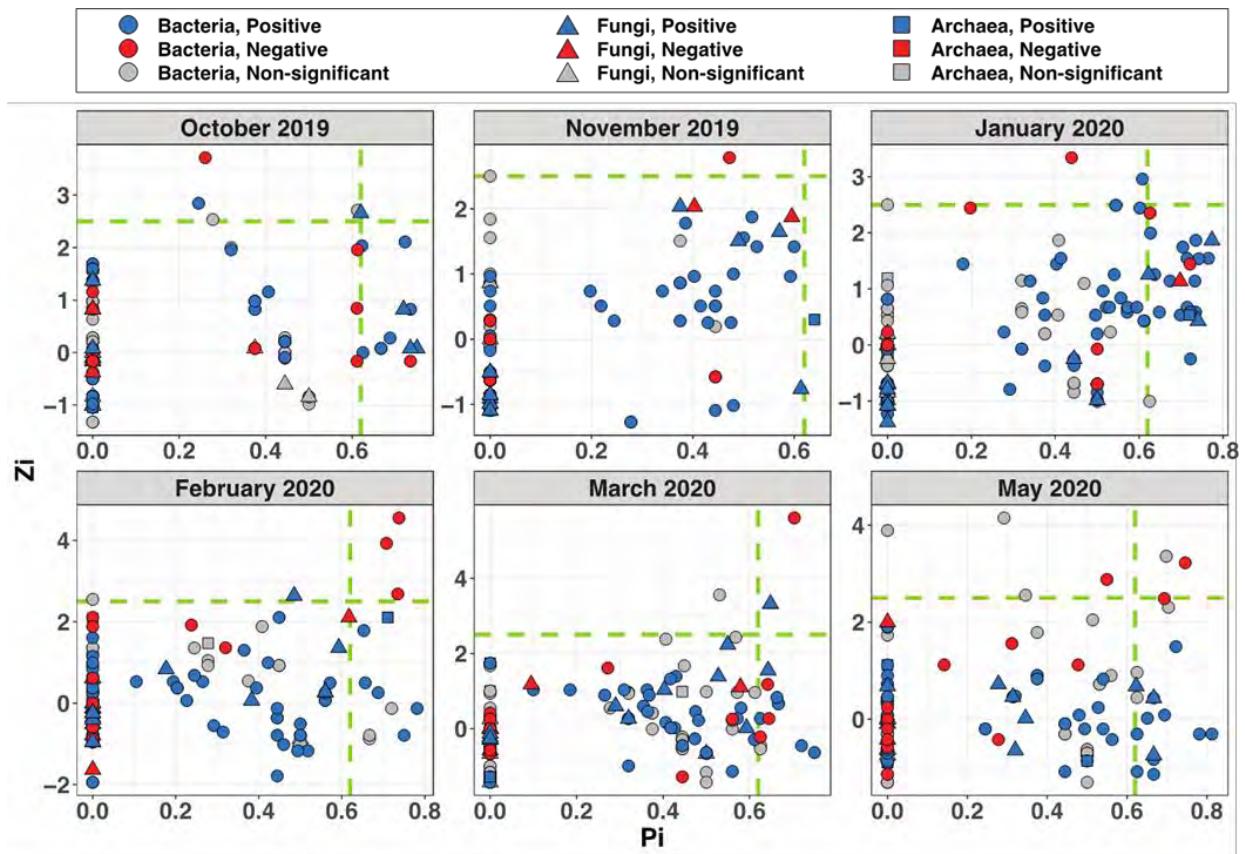 Bacteria, Positive Fungi, Positive Archaea, Positive
Bacteria, Negative Fungi, Negative Archaea, Negative
Bacteria, Non-significant Fungi, Non-significant Archaea, Non-significant
October 2019 November 2019 January 2020
3
2
1
0
−1
0.0 0.2 0.4 0.6
2
1
0
−1
0.0 0.2 0.4 0.6
3
2
1
0
−1
0.0 0.2 0.4 0.6 0.8
Zi
February 2020 March 2020 May 2020
4
2
0
−2
0.0 0.2 0.4 0.6 0.8
4
2
0
0.0 0.2 0.4 0.6
4
2
0
0.0 0.2 0.4 0.6 0.8
Pi